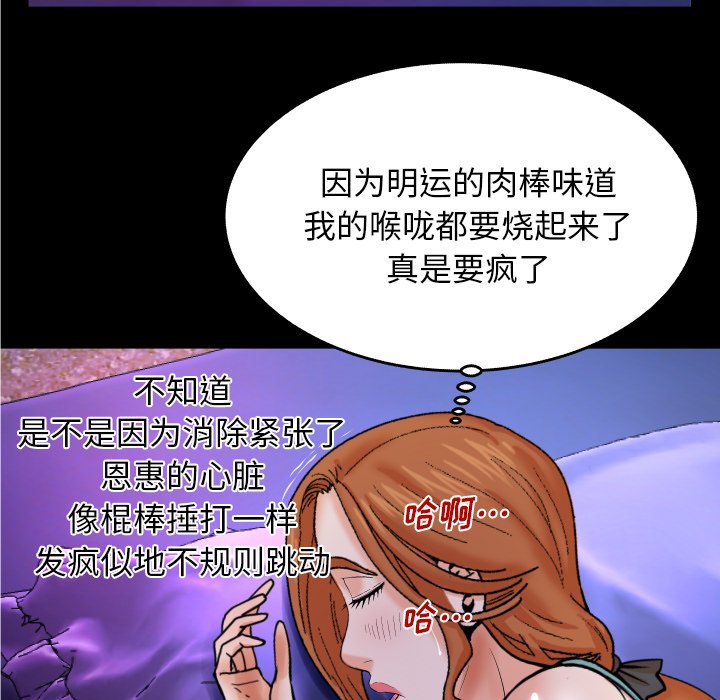 因为明运的肉棒味道
我的喉咙都要烧起来了
真是要疯了
不知道
是不是因为消除紧张了
恩惠的心脏
像棍棒捶打一样
发疯似地不规则跳动
哈啊…
哈…